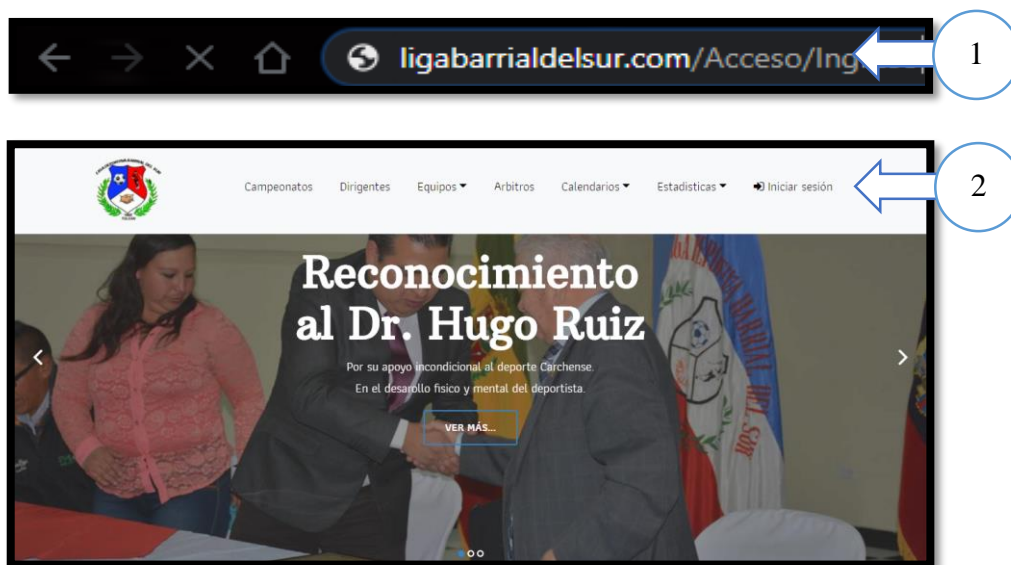 ligabarrialdelsur.com/Acceso/Ing
1
Campeonatos Dirigentes Equipos Arbitros Calendarios Estadisticas Iniciar sesión
2
Reconocimiento
al Dr. Hugo Ruiz
Por su apoyo incondicional al deporte Carchense.
En el desarollo fisico y mental del deportista.
VER MÁS...